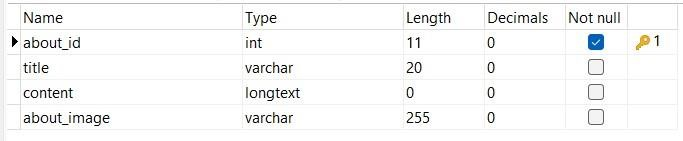 Name Type Length Decimals Not null
about_id int 11 0 1
title varchar 20 0
content longtext 0 0
about_image varchar 255 0